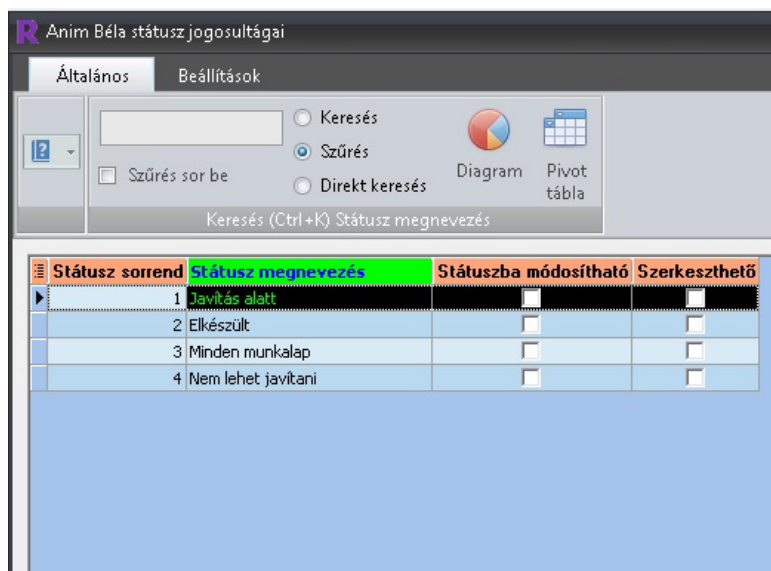 R Anim Béla státusz jogosultágai
Általános Beállítások
Keresés
Szűrés
Szűrés sor be
Direkt keresés
Diagram
Pivot
tábla
Keresés (Ctrl+K) Státusz megnevezés
Státusz sorrend Státusz megnevezés Státuszba módosítható Szerkeszthető
1 Javítás alatt
2 Elkészült
3 Minden munkalap
4 Nem lehet javítani